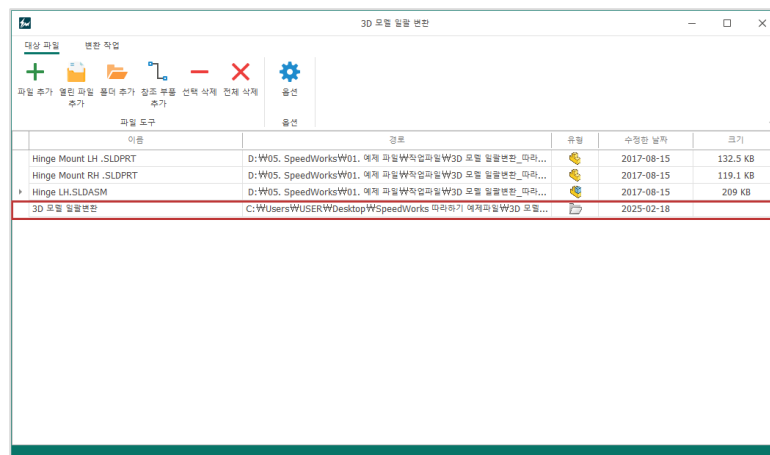 3D 모델 일괄 변환
대상 파일 변환 작업
파일 추가 열린 파일 추가 폴더 추가 참조 부품 추가 선택 삭제 전체 삭제 옵션
파일 도구 옵션
이름 경로 유형 수정한 날짜 크기
Hinge Mount LH .SLDPRT D:₩05. SpeedWorks₩01. 예제 파일₩작업파일₩3D 모델 일괄변환_따라... 2017-08-15 132.5 KB
Hinge Mount RH .SLDPRT D:₩05. SpeedWorks₩01. 예제 파일₩작업파일₩3D 모델 일괄변환_따라... 2017-08-15 119.1 KB
Hinge LH.SLDASM D:₩05. SpeedWorks₩01. 예제 파일₩작업파일₩3D 모델 일괄변환_따라... 2017-08-15 209 KB
3D 모델 일괄변환 C:₩Users₩USER₩Desktop₩SpeedWorks 따라하기 예제파일₩3D 모델... 2025-02-18